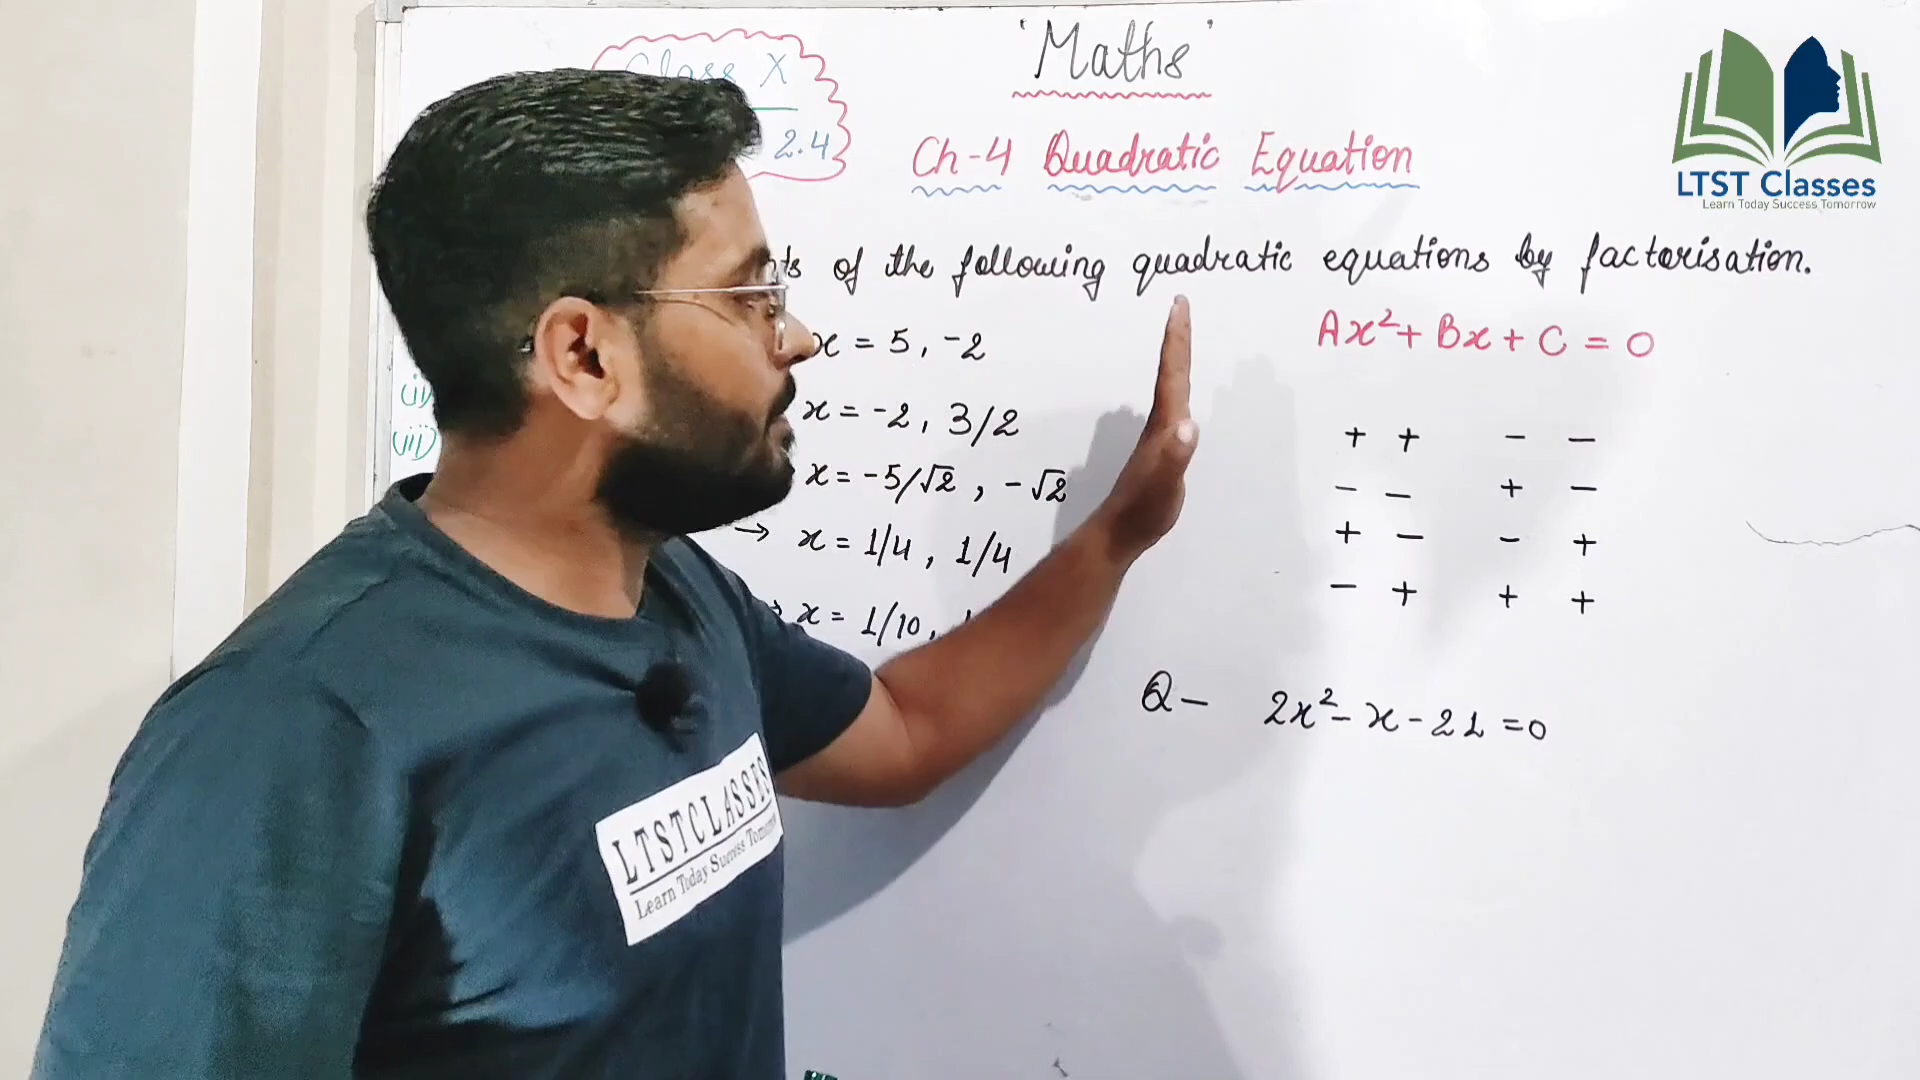 'Maths'
Class X
2.4
Ch-4 Quadratic Equation
LTST Classes
Learn Today Success Tomorrow
of the following quadratic equations by factorisation.
x = 5, -2
Ax²+ Bx + C = 0
(ii) x = -2, 3/2
(iii) x = -5/√2, -√2
→ x = 1/4, 1/4
x = 1/10,
+ + - -
- - + -
+ - - +
- + + +
Q- 2x²- x - 21 = 0
LTSTCLASSES
Learn Today Success Tomorrow